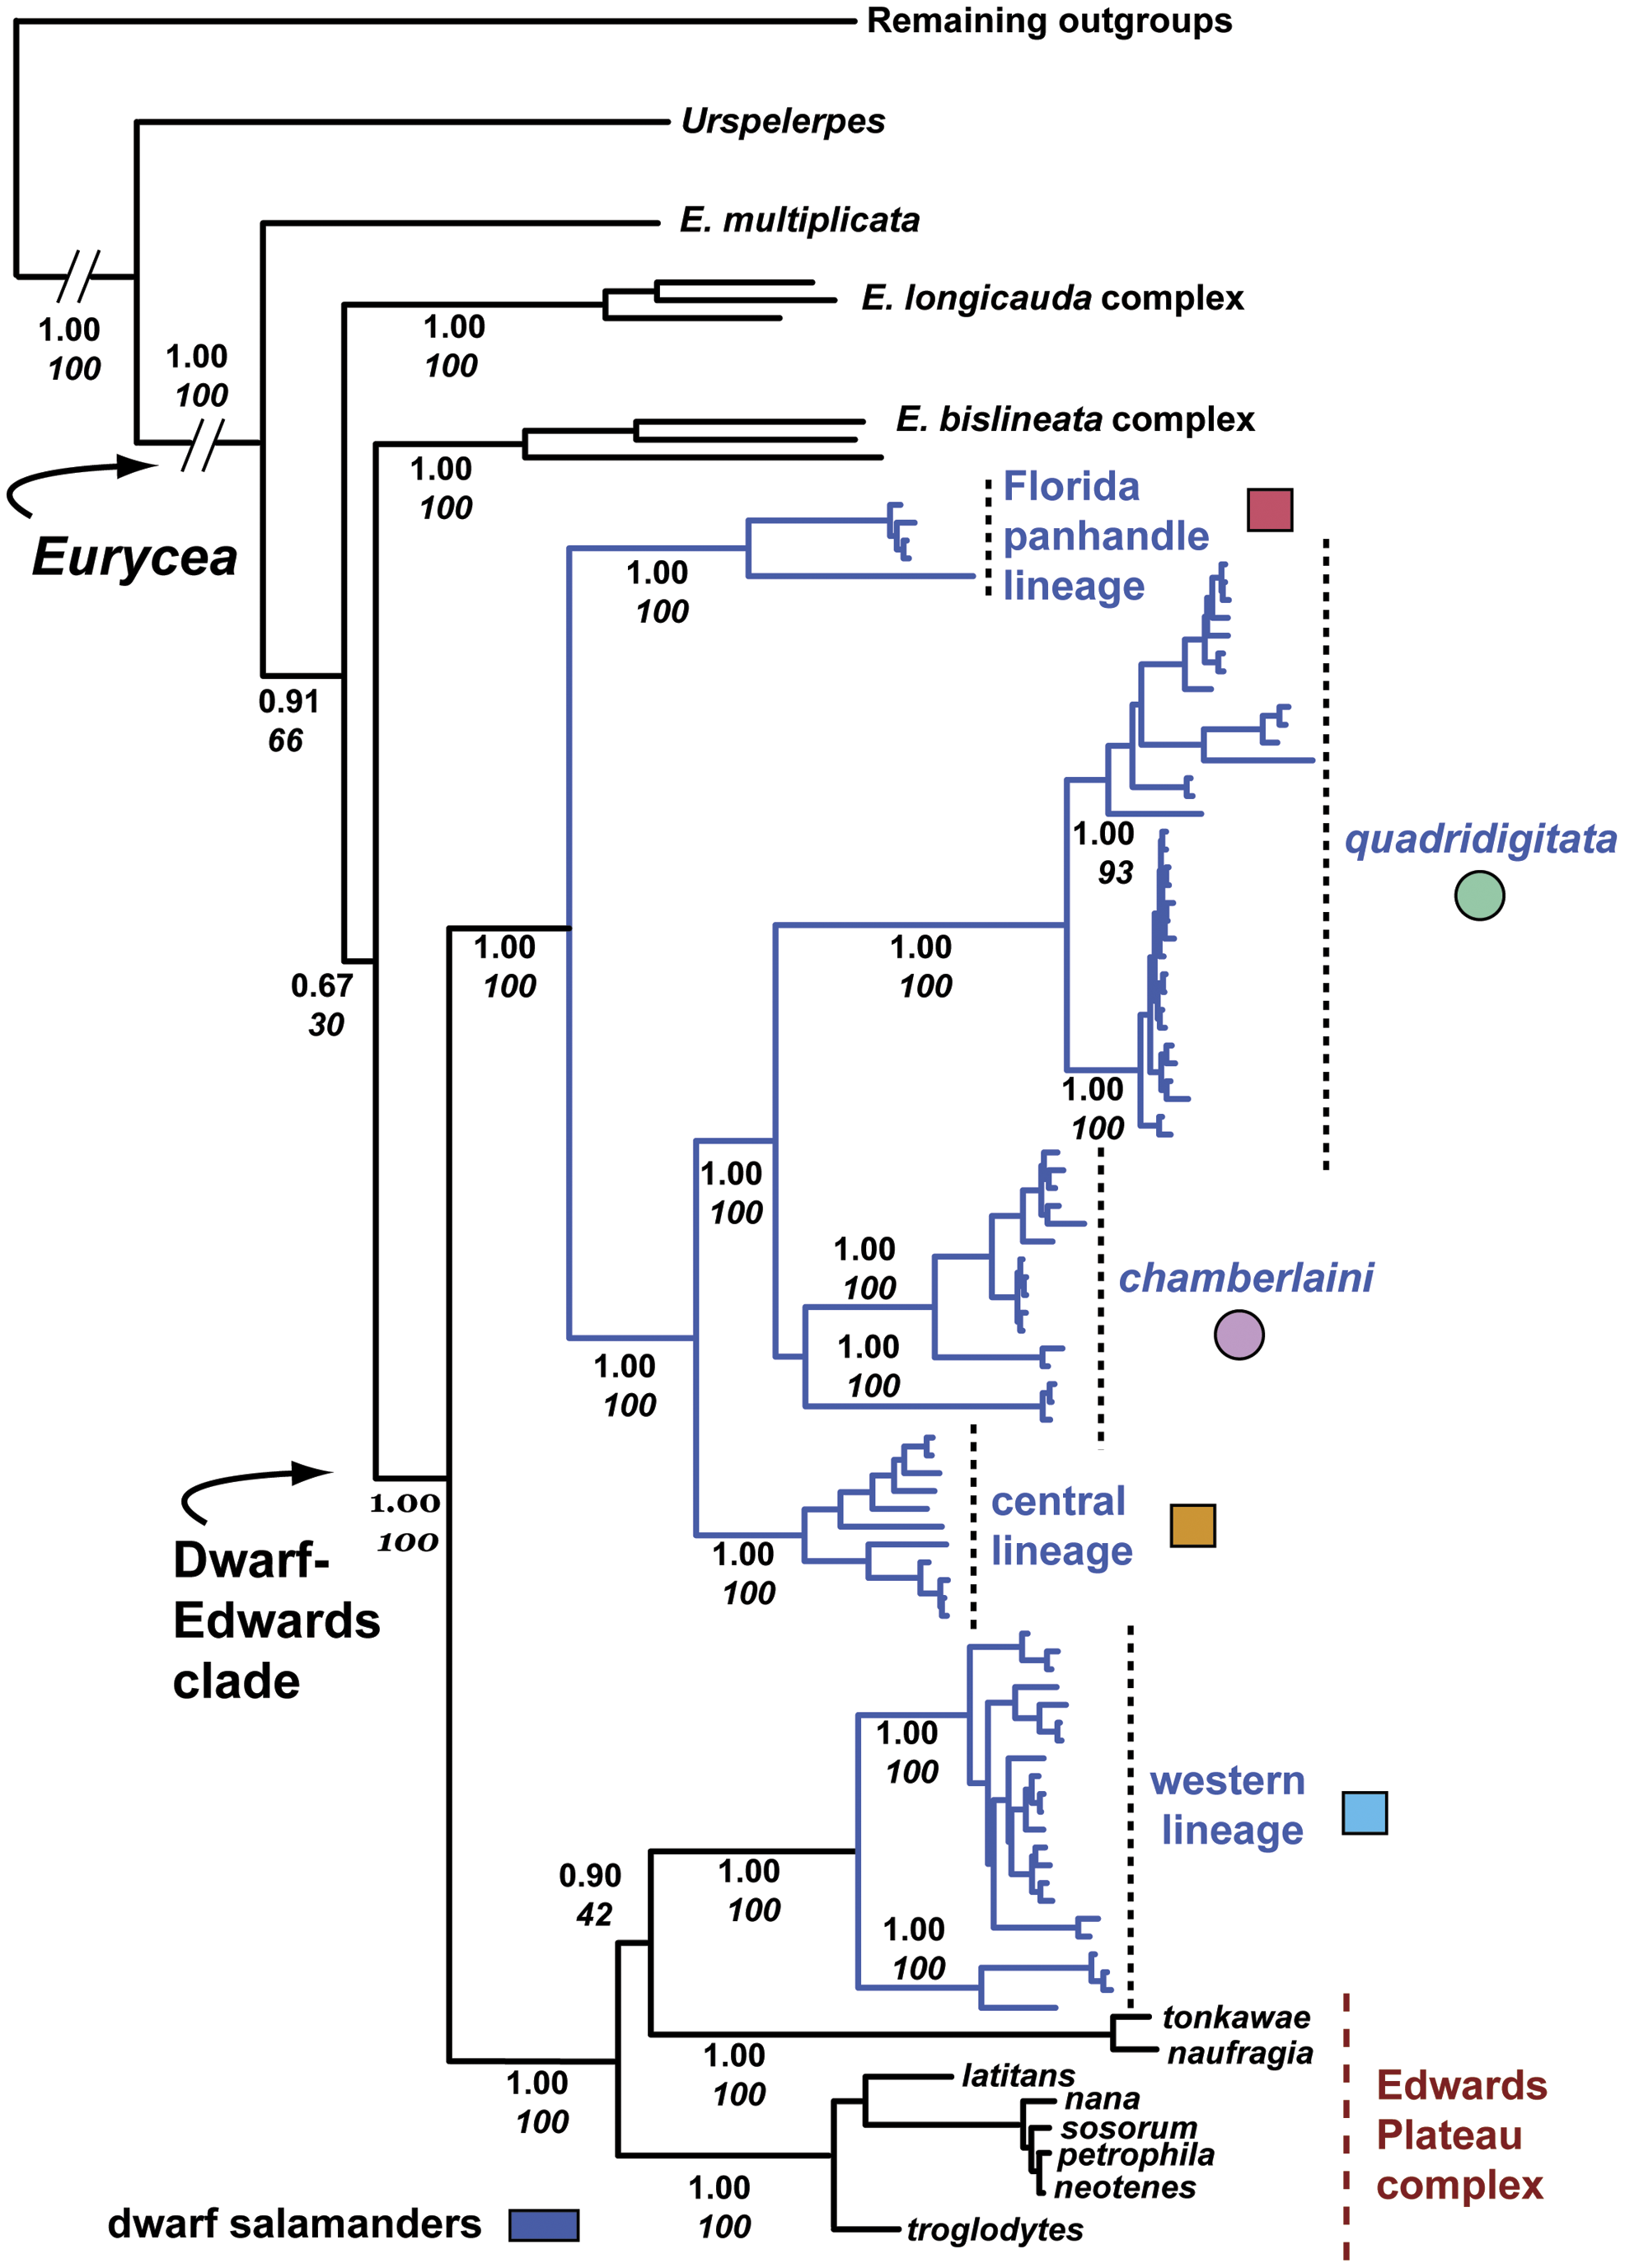 Remaining outgroups
Urspelerpes
E. multiplicata
E. longicauda complex
1.00
100
1.00
100
1.00
100
E. bislineata complex
1.00
100
Eurycea
Florida
panhandle
lineage
1.00
100
0.91
66
1.00
93
quadridigitata
1.00
100
1.00
100
0.67
30
1.00
100
1.00
100
1.00
100
chamberlaini
1.00
100
1.00
100
1.00
100
Dwarf-
Edwards
clade
central
lineage
1.00
100
1.00
100
western
lineage
0.90
42
1.00
100
1.00
100
tonkawae
naufragia
1.00
100
1.00
100
latitans
nana
sosorum
petrophila
neotenes
troglodytes
Edwards
Plateau
complex
1.00
100
dwarf salamanders